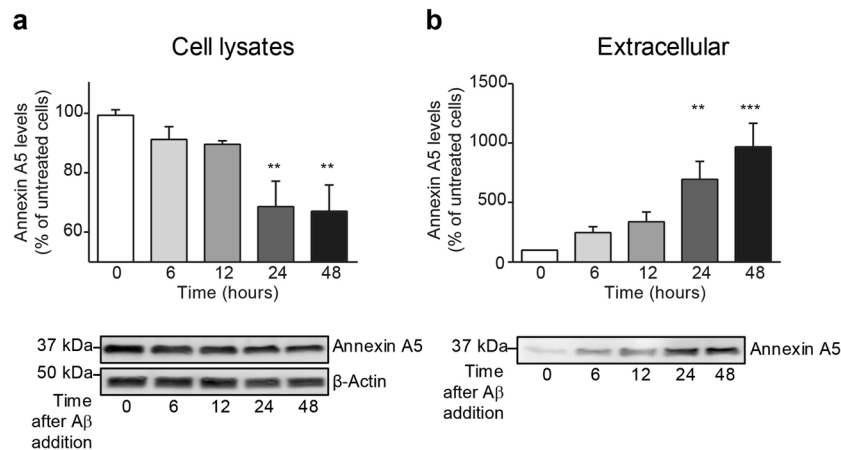 a
Cell lysates
Annexin A5 levels
(% of untreated cells)
100
80
60
**
**
0 6 12 24 48
Time (hours)
37 kDa
Annexin A5
50 kDa
β-Actin
Time
after Aβ
addition
0 6 12 24 48
b
Extracellular
Annexin A5 levels
(% of untreated cells)
1500
1000
500
0
**
***
0 6 12 24 48
Time (hours)
37 kDa
Annexin A5
Time
after Aβ
addition
0 6 12 24 48